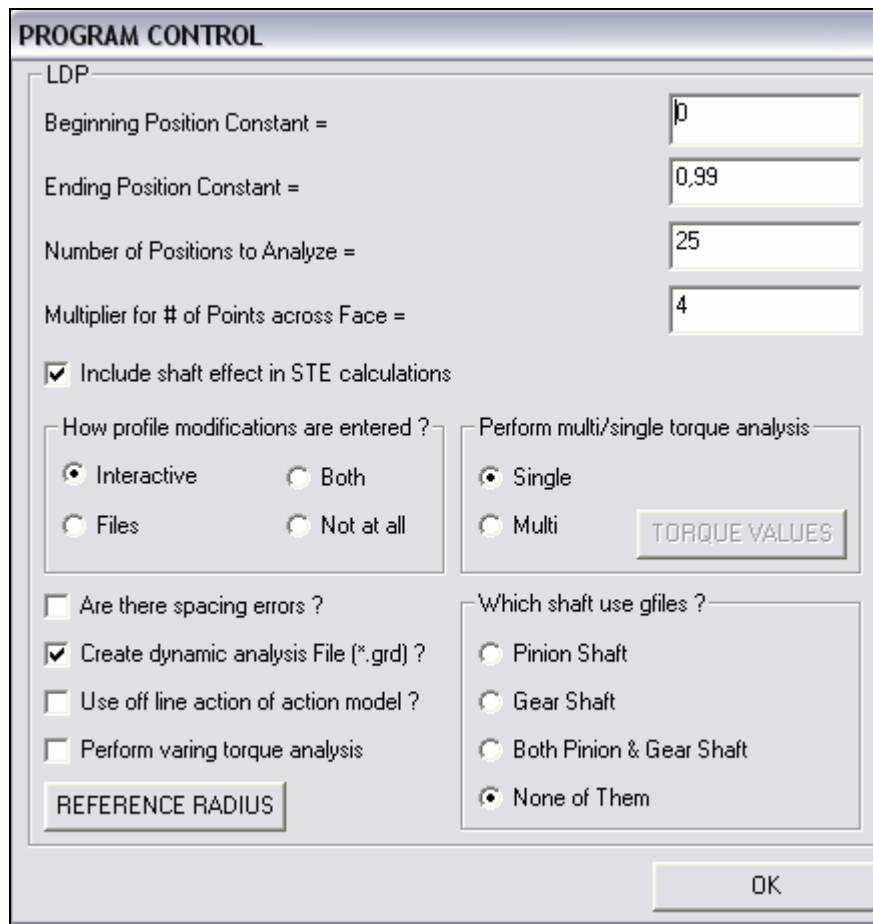 PROGRAM CONTROL
LDP
Beginning Position Constant =
0
Ending Position Constant =
0,99
Number of Positions to Analyze =
25
Multiplier for # of Points across Face =
4
Include shaft effect in STE calculations
How profile modifications are entered ?
Interactive
Both
Files
Not at all
Perform multi/single torque analysis
Single
Multi
TORQUE VALUES
Are there spacing errors ?
Create dynamic analysis File (*.grd) ?
Use off line action of action model ?
Perform varing torque analysis
REFERENCE RADIUS
Which shaft use gfiles ?
Pinion Shaft
Gear Shaft
Both Pinion & Gear Shaft
None of Them
OK